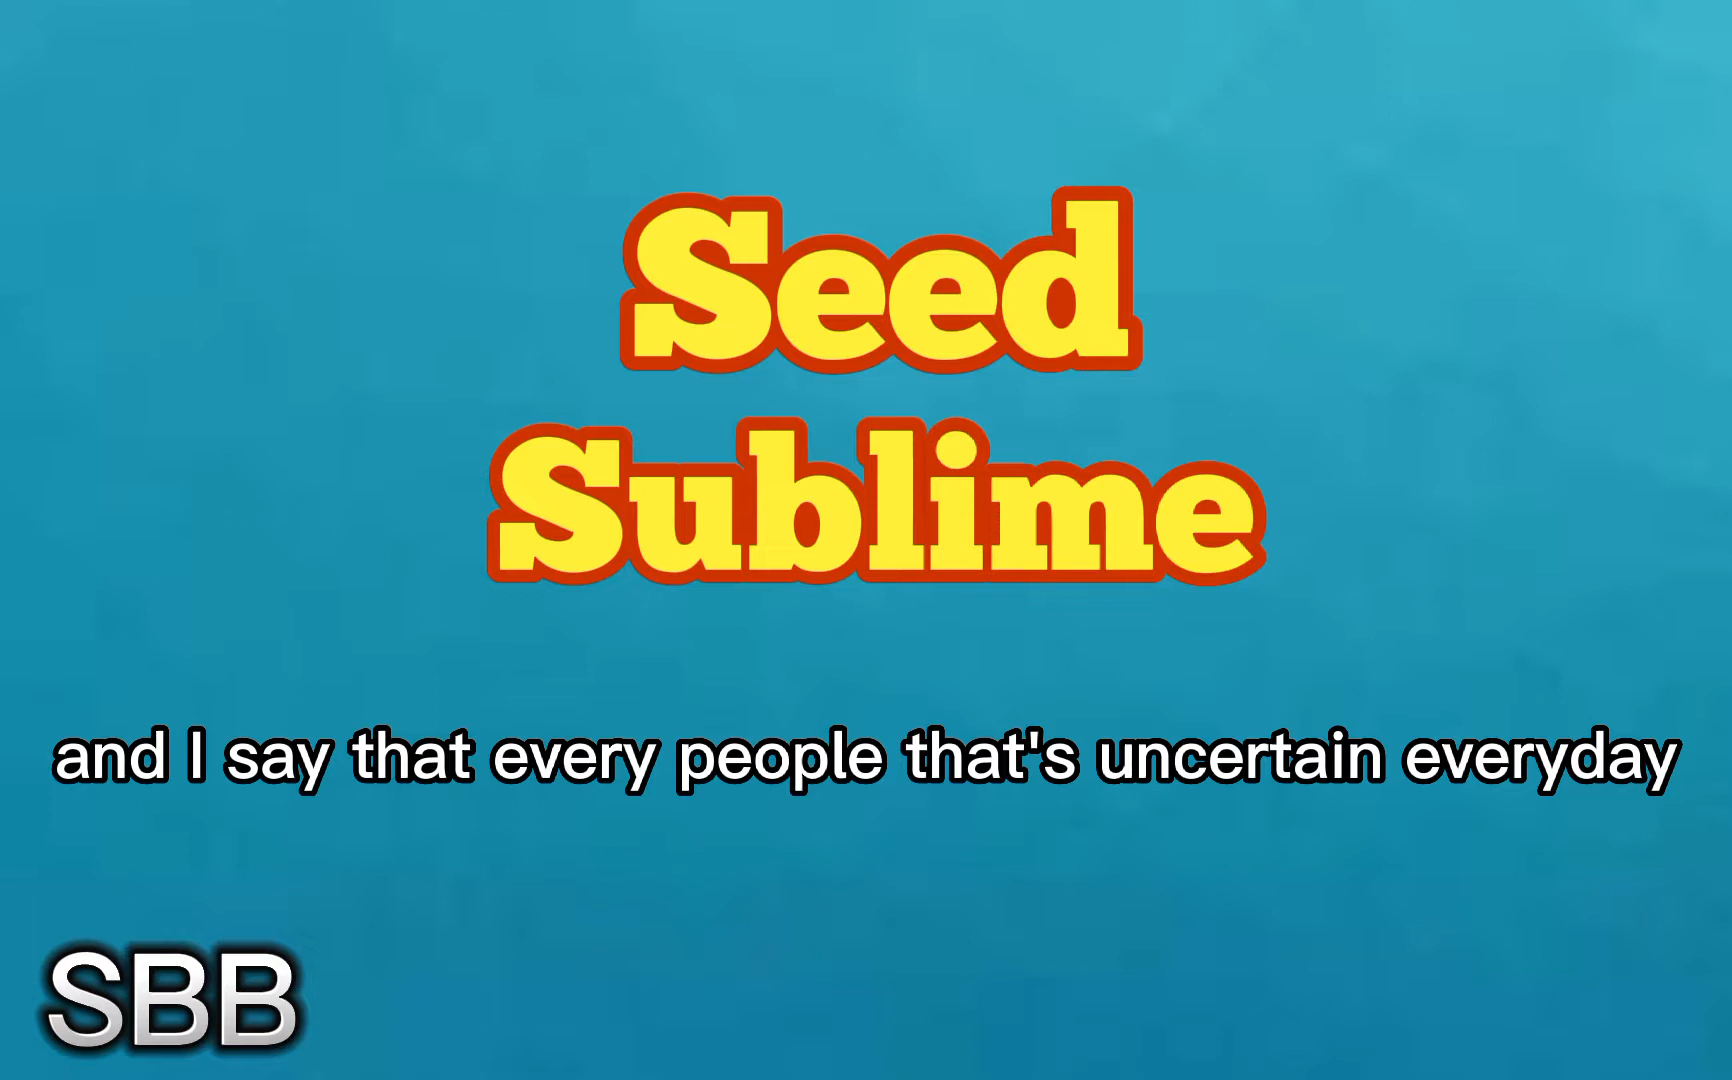 Seed
Sublime
and I say that every people that's uncertain everyday
SBB